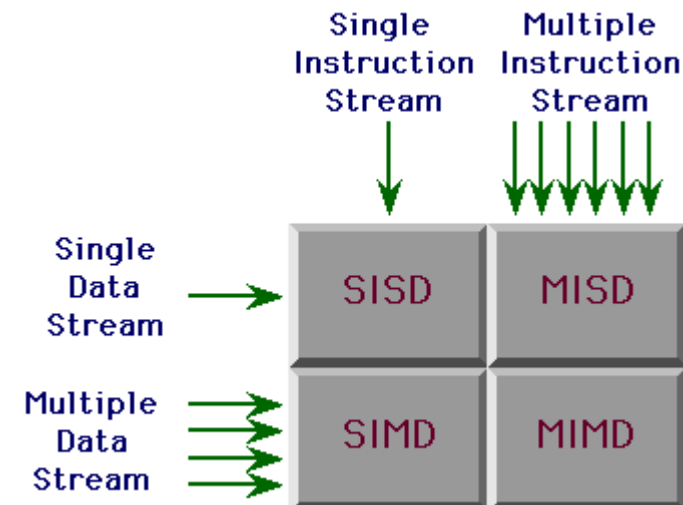 Single
Instruction
Stream
Multiple
Instruction
Stream
Single
Data
Stream
SISD
MISD
Multiple
Data
Stream
SIMD
MIMD